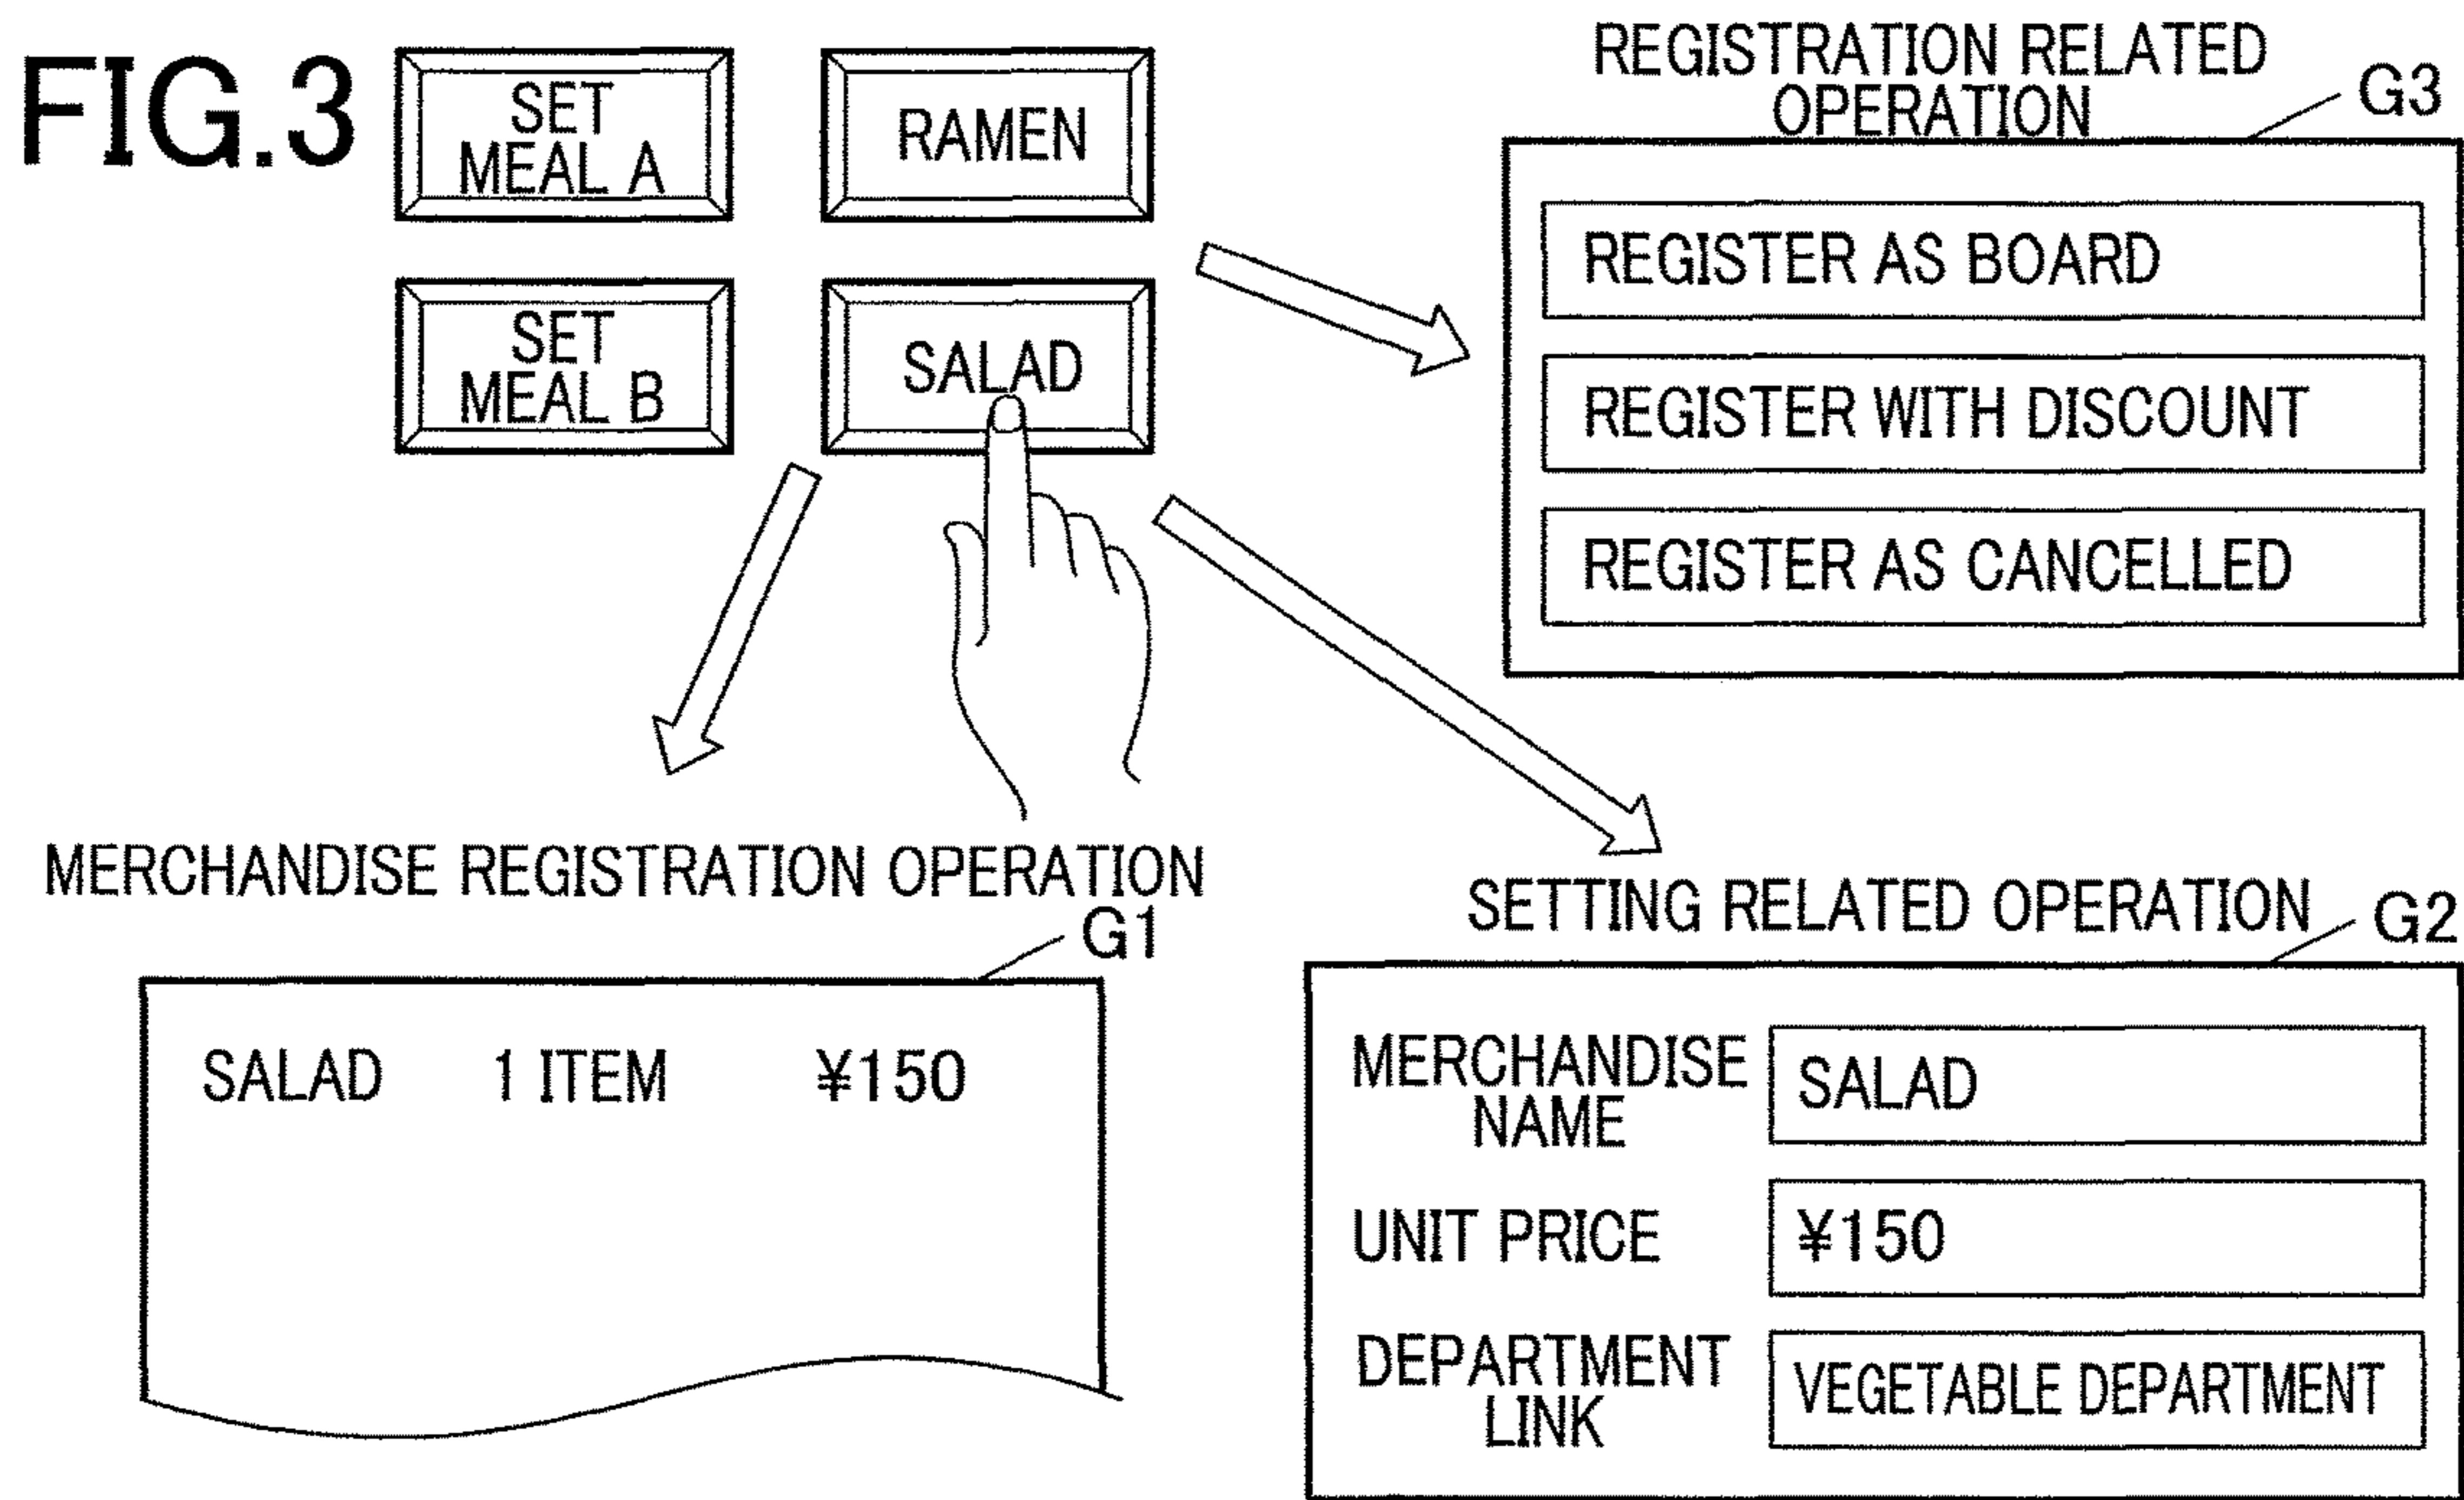 FIG.3
SET
MEAL A
RAMEN
SET
MEAL B
SALAD
REGISTRATION RELATED
OPERATION
G3
REGISTER AS BOARD
REGISTER WITH DISCOUNT
REGISTER AS CANCELLED
MERCHANDISE REGISTRATION OPERATION
G1
SALAD 1 ITEM ¥150
SETTING RELATED OPERATION
G2
MERCHANDISE
NAME
SALAD
UNIT PRICE
¥150
DEPARTMENT
LINK
VEGETABLE DEPARTMENT